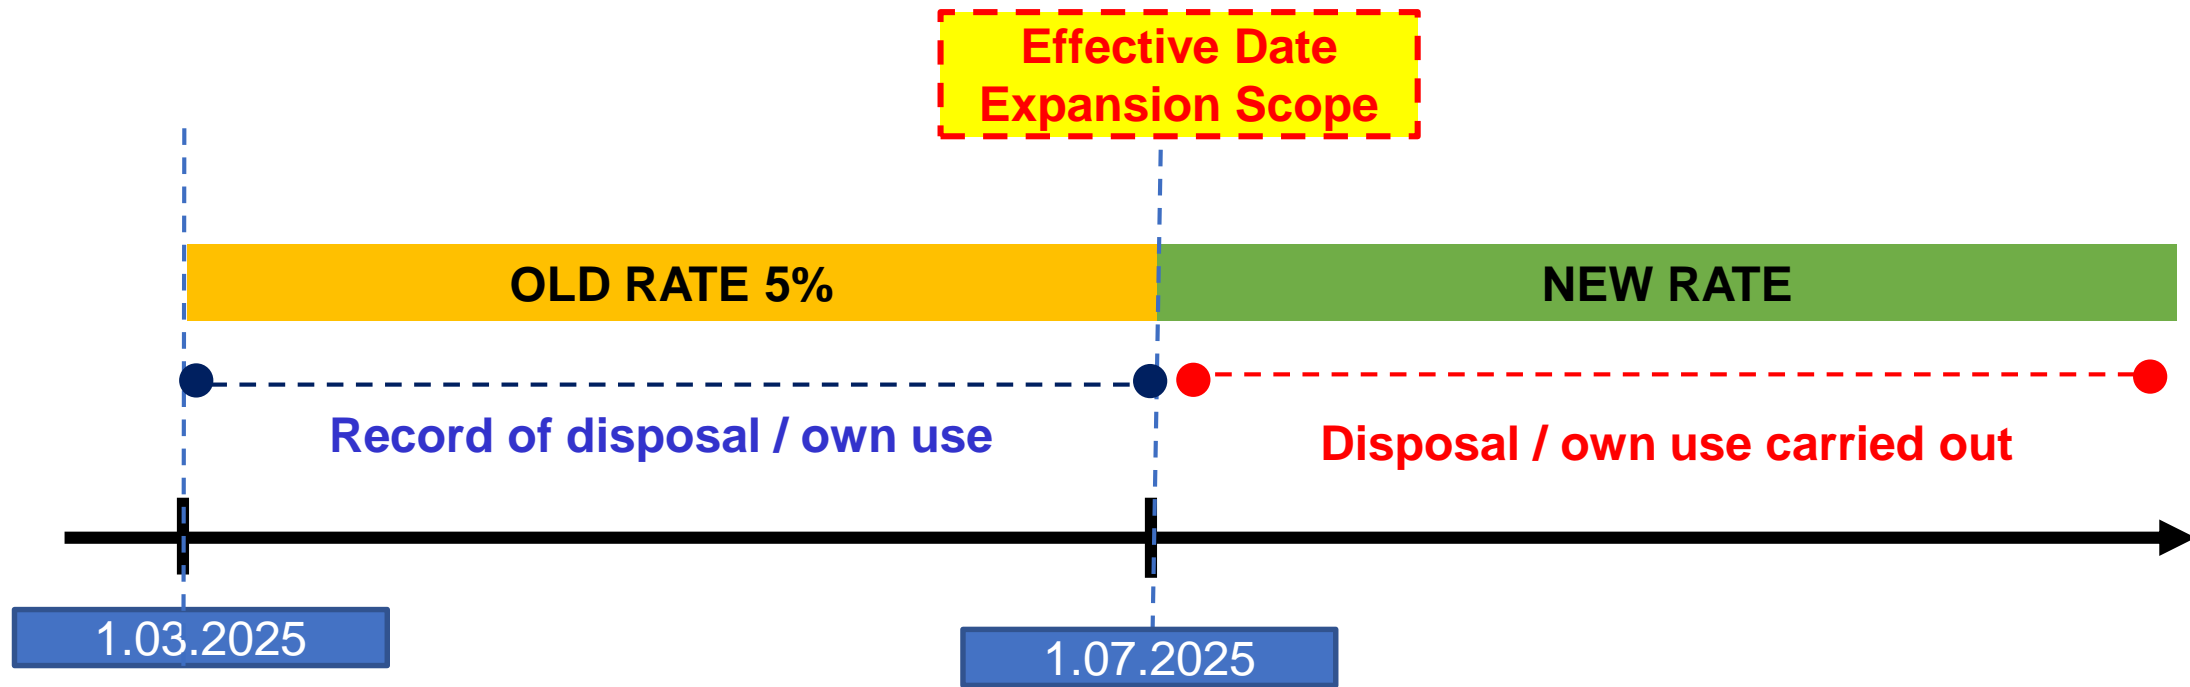 Effective Date
Expansion Scope
OLD RATE 5%
NEW RATE
Record of disposal / own use
Disposal / own use carried out
1.03.2025
1.07.2025